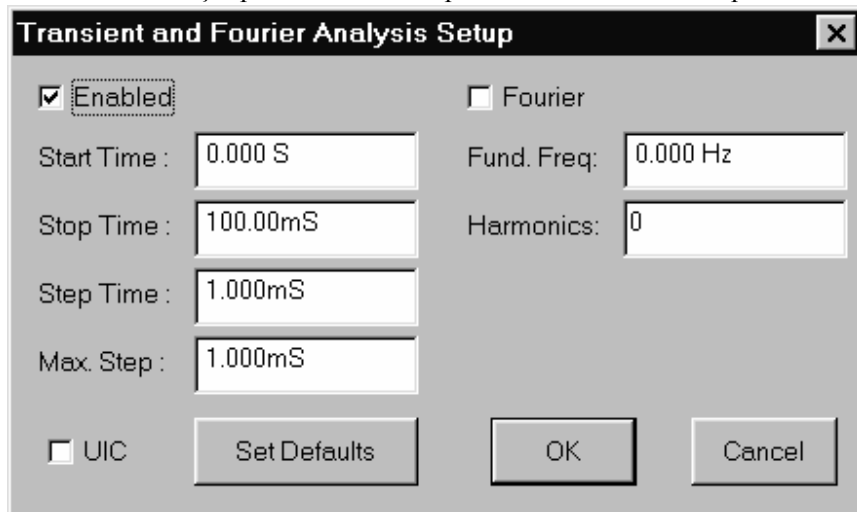 Transient and Fourier Analysis Setup
Enabled
Fourier
Start Time : 0.000 S
Fund. Freq: 0.000 Hz
Stop Time : 100.00mS
Harmonics: 0
Step Time : 1.000mS
Max. Step : 1.000mS
UIC
Set Defaults
OK
Cancel